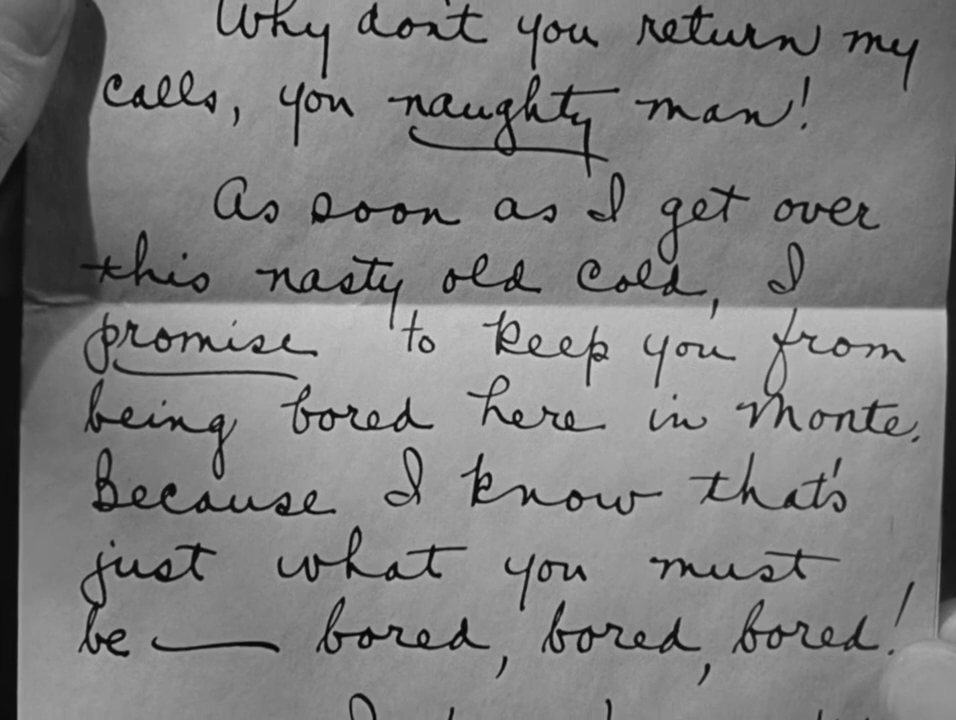 Why don't you return my
calls, you naughty man!
As soon as I get over
this nasty old cold, I
promise to keep you from
being bored here in Monte.
Because I know that's
just what you must
be — bored, bored, bored!